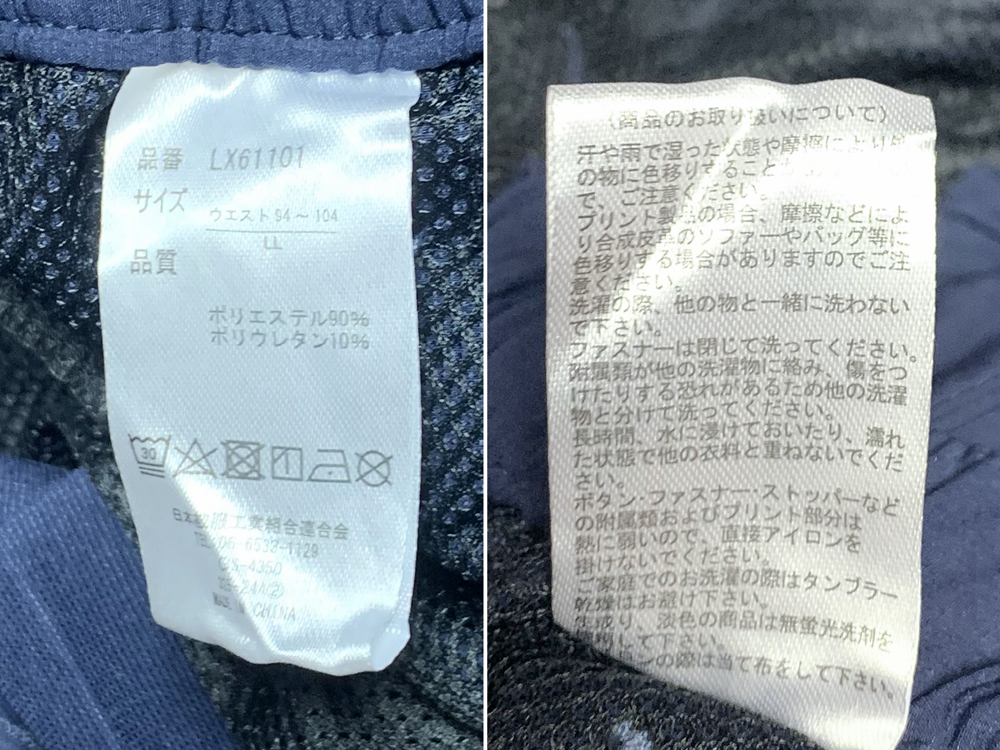 品番 LX61101
サイズ
ウエスト94～104
LL
品質
ポリエステル90%
ポリウレタン10%
30
工業組合連合会
TEL06-6533-1129
CHINA
(商品のお取り扱いについて)
汗や雨で湿った状態や摩擦により他
の物に色移りすること
で、ご注意ください。
プリント製品の場合、摩擦などによ
り合成皮革のソファーやバッグ等に
色移りする場合がありますのでご注
意ください。
洗濯の際、他の物と一緒に洗わない
で下さい。
ファスナーは閉じて洗ってください。
附属類が他の洗濯物に絡み、傷をつ
けたりする恐れがあるため他の洗濯
物と分けて洗ってください。
長時間、水に浸けておいたり、濡れ
た状態で他の衣料と重ねないでくだ
さい。
ボタン・ファスナー・ストッパーなど
の附属類およびプリント部分は
熱に弱いので、直接アイロンを
掛けないでください。
ご家庭でのお洗濯の際はタンブラー
乾燥はお避け下さい。
生成り、淡色の商品は無蛍光洗剤を
して下さい。
の際は当て布をして下さい。